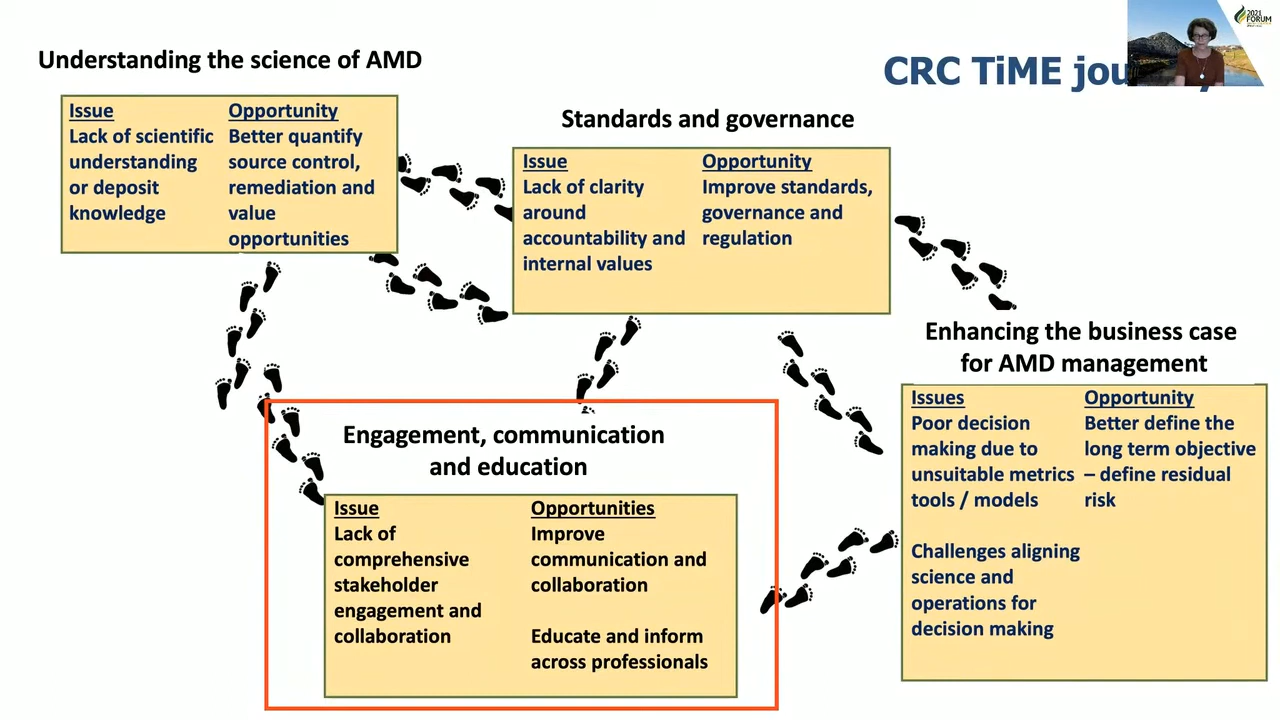 2021
FORUM
CRC TiME
Understanding the science of AMD
Issue
Lack of scientific
understanding
or deposit
knowledge
Opportunity
Better quantify
source control,
remediation and
value
opportunities
Standards and governance
Issue
Lack of clarity
around
accountability and
internal values
Opportunity
Improve standards,
governance and
regulation
Enhancing the business case
for AMD management
Issues
Poor decision
making due to
unsuitable metrics
tools / models
Challenges aligning
science and
operations for
decision making
Opportunity
Better define the
long term objective
– define residual
risk
Engagement, communication
and education
Issue
Lack of
comprehensive
stakeholder
engagement and
collaboration
Opportunities
Improve
communication and
collaboration
Educate and inform
across professionals